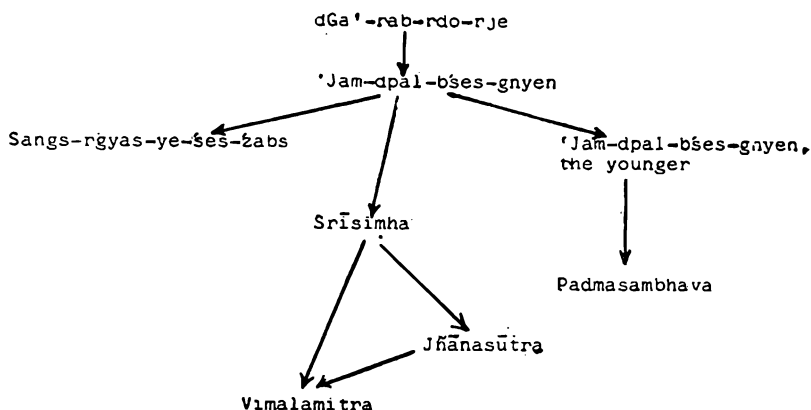 dGa'-rab-rdo-rje
'Jam-dpal-bśes-gnyen
Sangs-rgyas-ye-śes-źabs
'Jam-dpal-bśes-gnyen,
the younger
Śrīsiṃha
Padmasambhava
Jñānasūtra
Vimalamitra